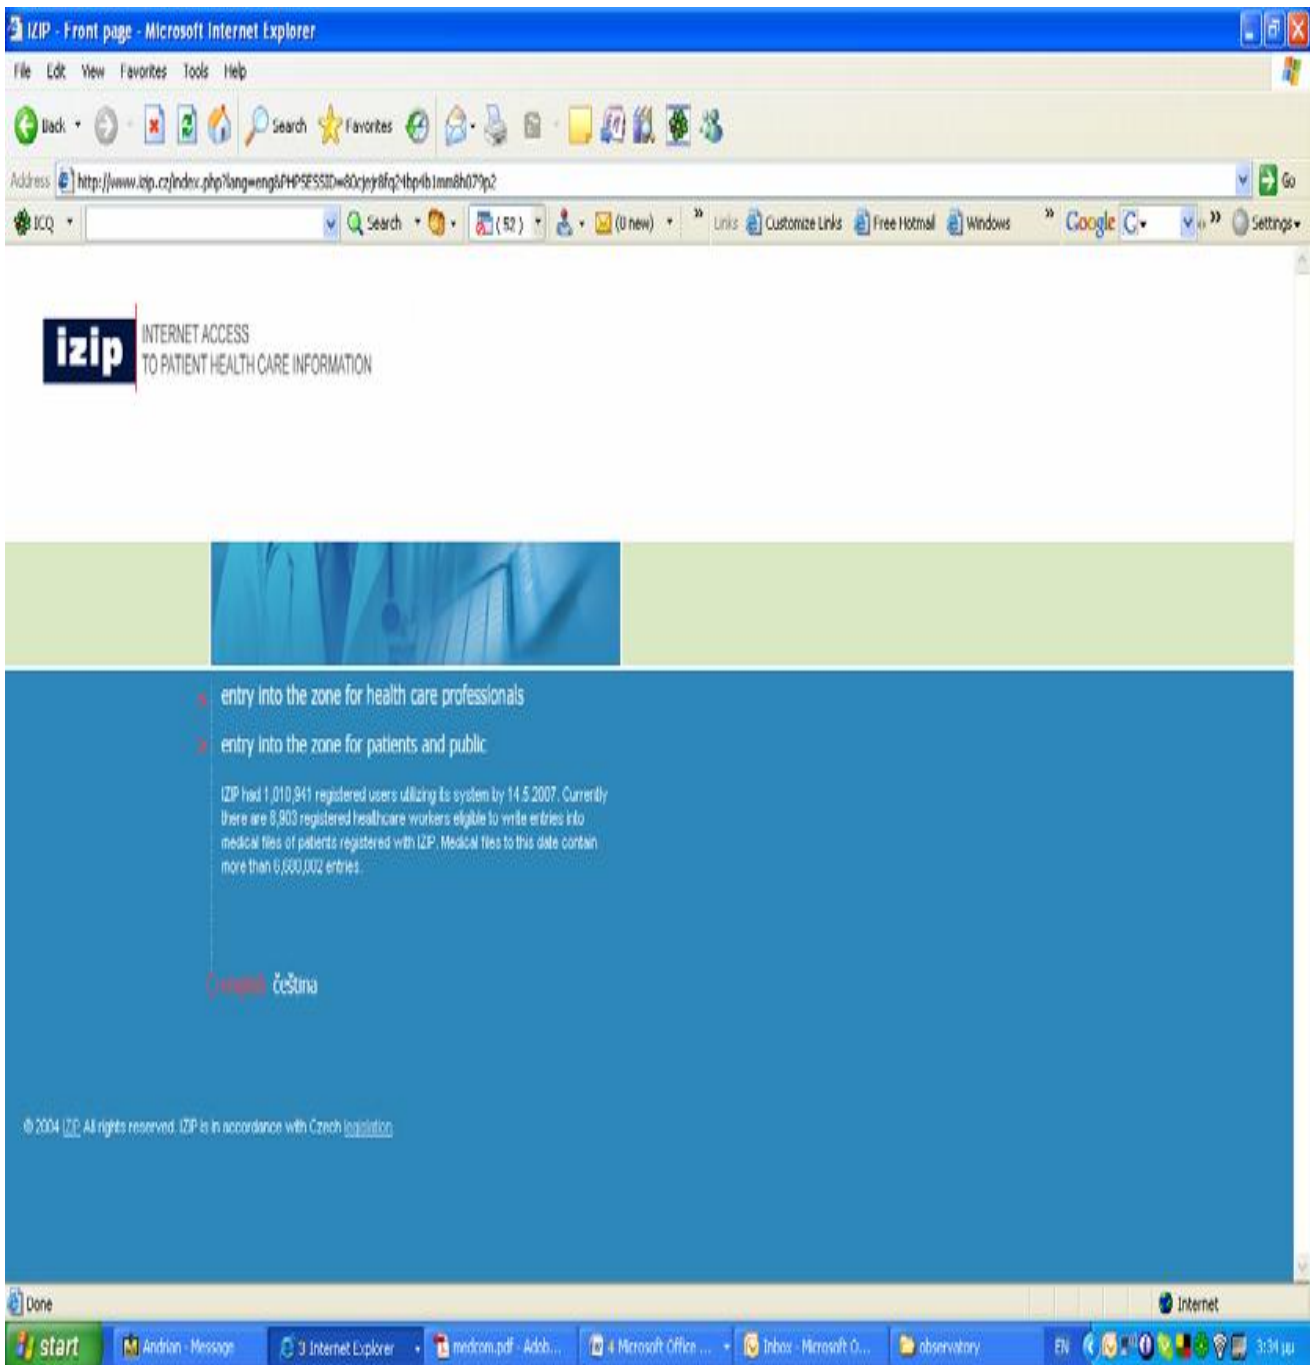 IZIP - Front page - Microsoft Internet Explorer
File Edit View Favorites Tools Help
Back Search Favorites
Address http://www.izip.cz/index.php?lang=eng&PHPSESSID=
Go
ICQ Search (52) (0 new) » Links Customize Links Free Hotmail Windows » Google G » Settings
izip
INTERNET ACCESS
TO PATIENT HEALTH CARE INFORMATION
entry into the zone for health care professionals
entry into the zone for patients and public
IZIP had 1,010,941 registered users utilizing its system by 14.5.2007. Currently
there are 8,903 registered healthcare workers eligible to write entries into
medical files of patients registered with IZIP. Medical files to this date contain
more than entries.
english čeština
© 2004 IZIP. All rights reserved. IZIP is in accordance with Czech legislation
Done Internet
start Andrian - Message 3 Internet Explorer medcom.pdf - Adob... 4 Microsoft Office ... Inbox - Microsoft O... observatory EN 3:34 μμ